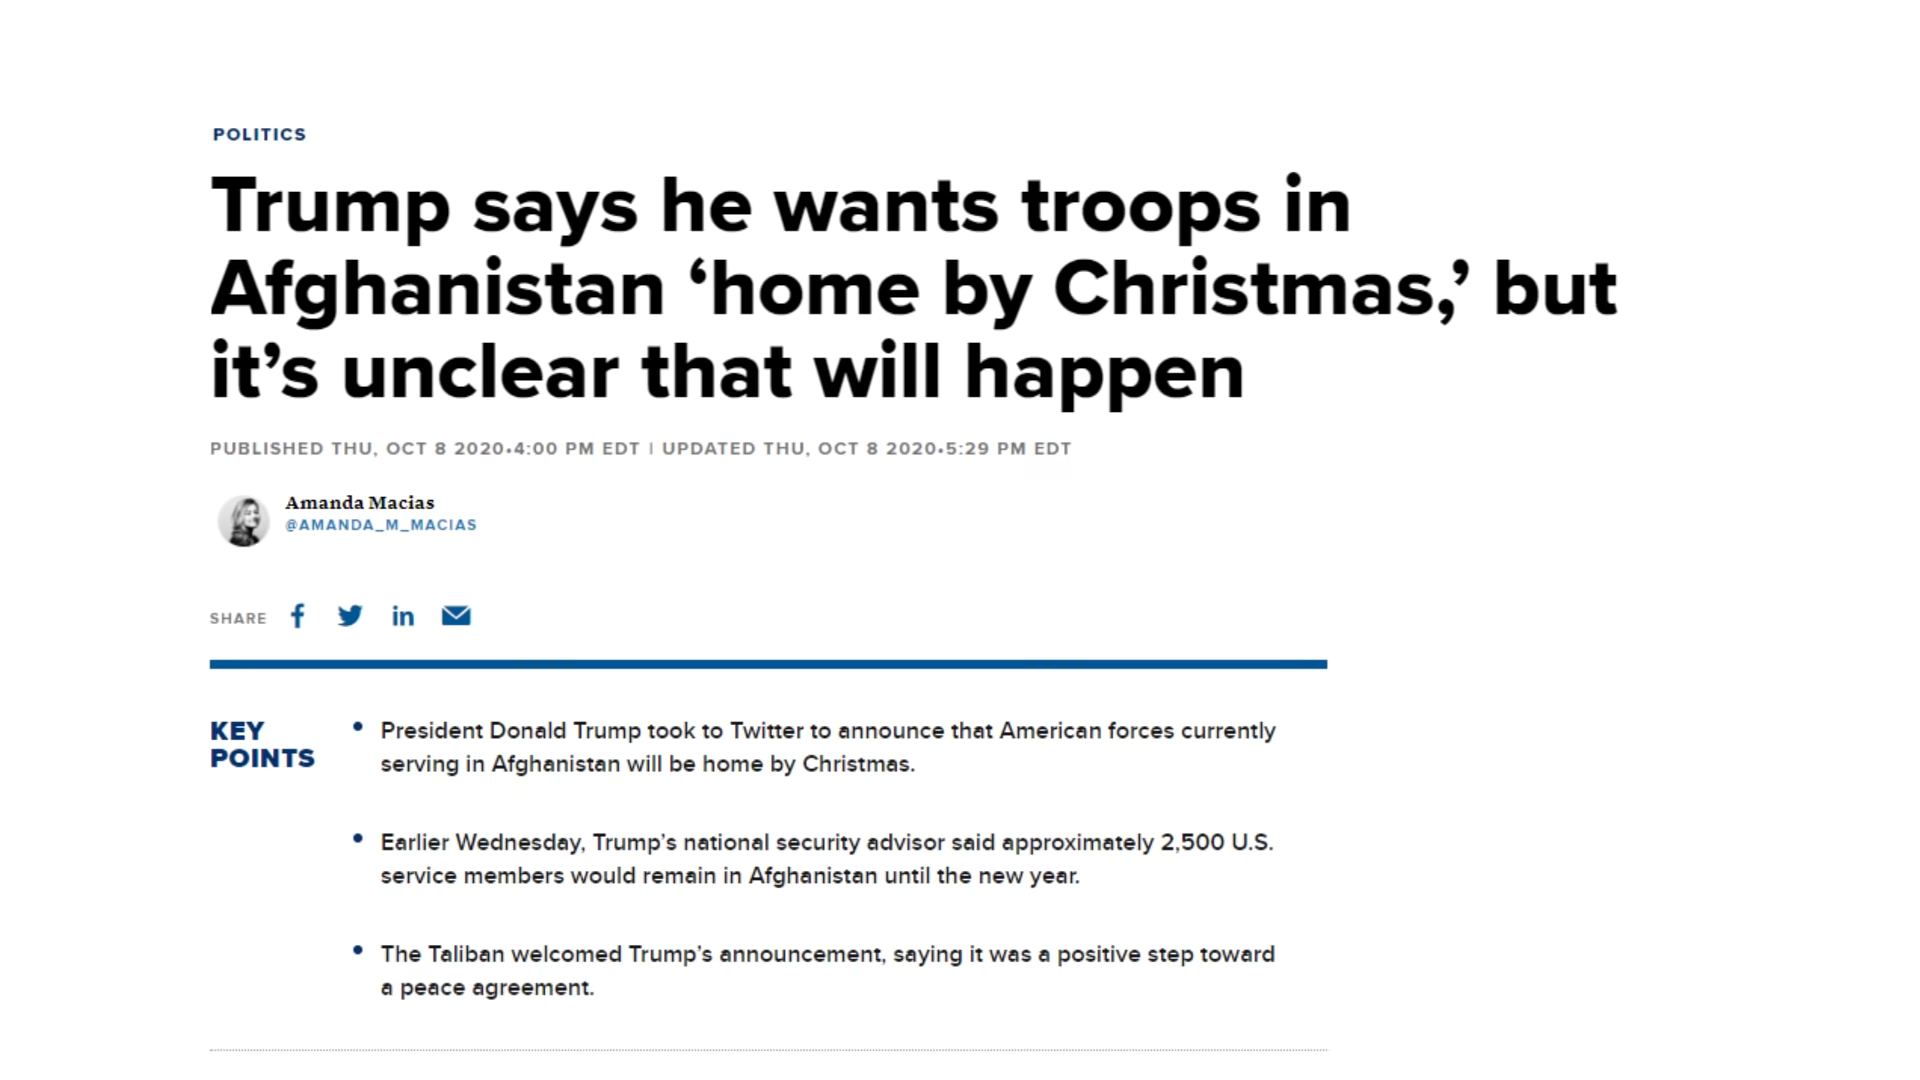 POLITICS
Trump says he wants troops in
Afghanistan ‘home by Christmas,’ but
it’s unclear that will happen
PUBLISHED THU, OCT 8 2020•4:00 PM EDT | UPDATED THU, OCT 8 2020•5:29 PM EDT
Amanda Macias
@AMANDA_M_MACIAS
SHARE
KEY
POINTS
• President Donald Trump took to Twitter to announce that American forces currently
serving in Afghanistan will be home by Christmas.
• Earlier Wednesday, Trump’s national security advisor said approximately 2,500 U.S.
service members would remain in Afghanistan until the new year.
• The Taliban welcomed Trump’s announcement, saying it was a positive step toward
a peace agreement.